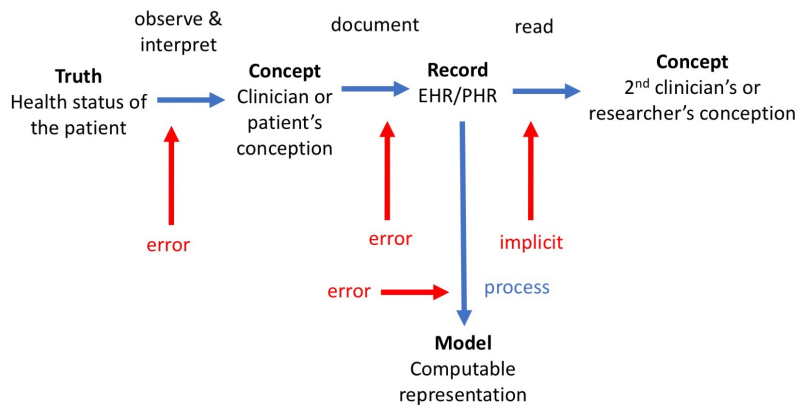 observe &
interpret
document
read
Truth
Health status of
the patient
Concept
Clinician or
patient's
conception
Record
EHR/PHR
Concept
2nd clinician's or
researcher's conception
error
error
implicit
error
process
Model
Computable
representation